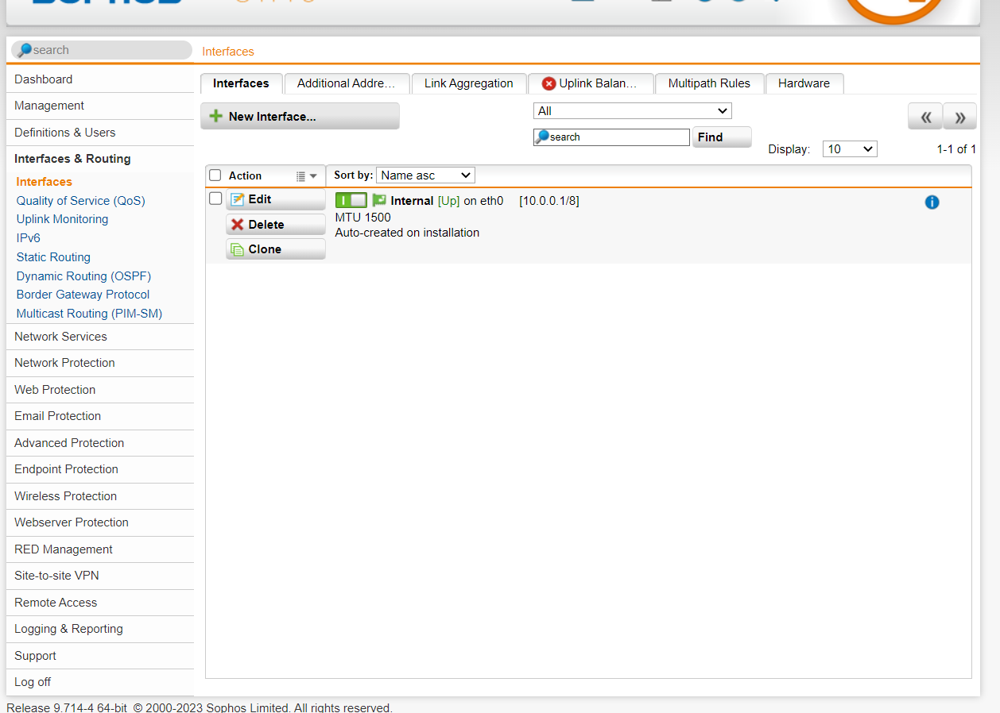 search
Interfaces
Dashboard
Management
Definitions & Users
Interfaces & Routing
Interfaces
Quality of Service (QoS)
Uplink Monitoring
IPv6
Static Routing
Dynamic Routing (OSPF)
Border Gateway Protocol
Multicast Routing (PIM-SM)
Network Services
Network Protection
Web Protection
Email Protection
Advanced Protection
Endpoint Protection
Wireless Protection
Webserver Protection
RED Management
Site-to-site VPN
Remote Access
Logging & Reporting
Support
Log off
Interfaces Additional Addre... Link Aggregation Uplink Balan... Multipath Rules Hardware
New Interface... All « »
search Find Display: 10 1-1 of 1
Action Sort by: Name asc
Edit Internal [Up] on eth0 [10.0.0.1/8]
MTU 1500
Delete
Auto-created on installation
Clone
Release 9.714-4 64-bit © 2000-2023 Sophos Limited. All rights reserved.